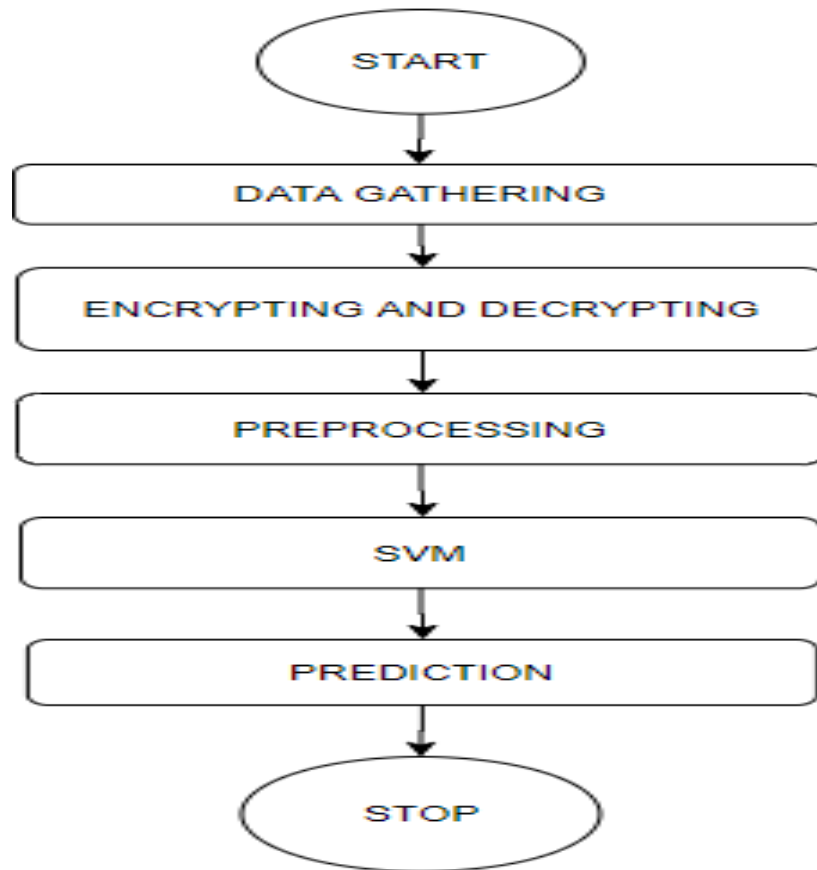 START
DATA GATHERING
ENCRYPTING AND DECRYPTING
PREPROCESSING
SVM
PREDICTION
STOP